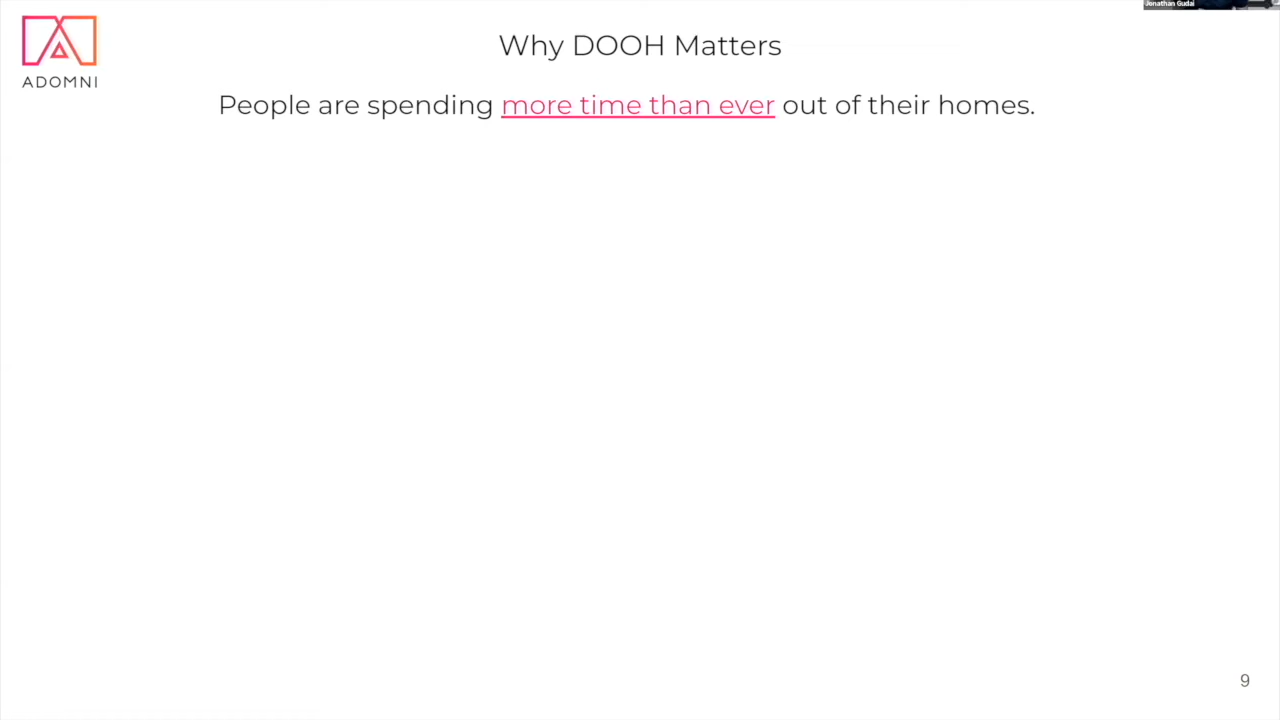 Jonathan Gudai
ADOMNI
Why DOOH Matters
People are spending more time than ever out of their homes.
9